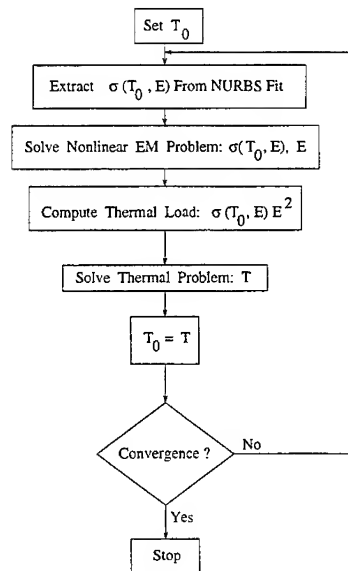 Set T₀
Extract σ(T₀, E) From NURBS Fit
Solve Nonlinear EM Problem: σ(T₀, E), E
Compute Thermal Load: σ(T₀, E) E²
Solve Thermal Problem: T
T₀ = T
Convergence ?
No
Yes
Stop